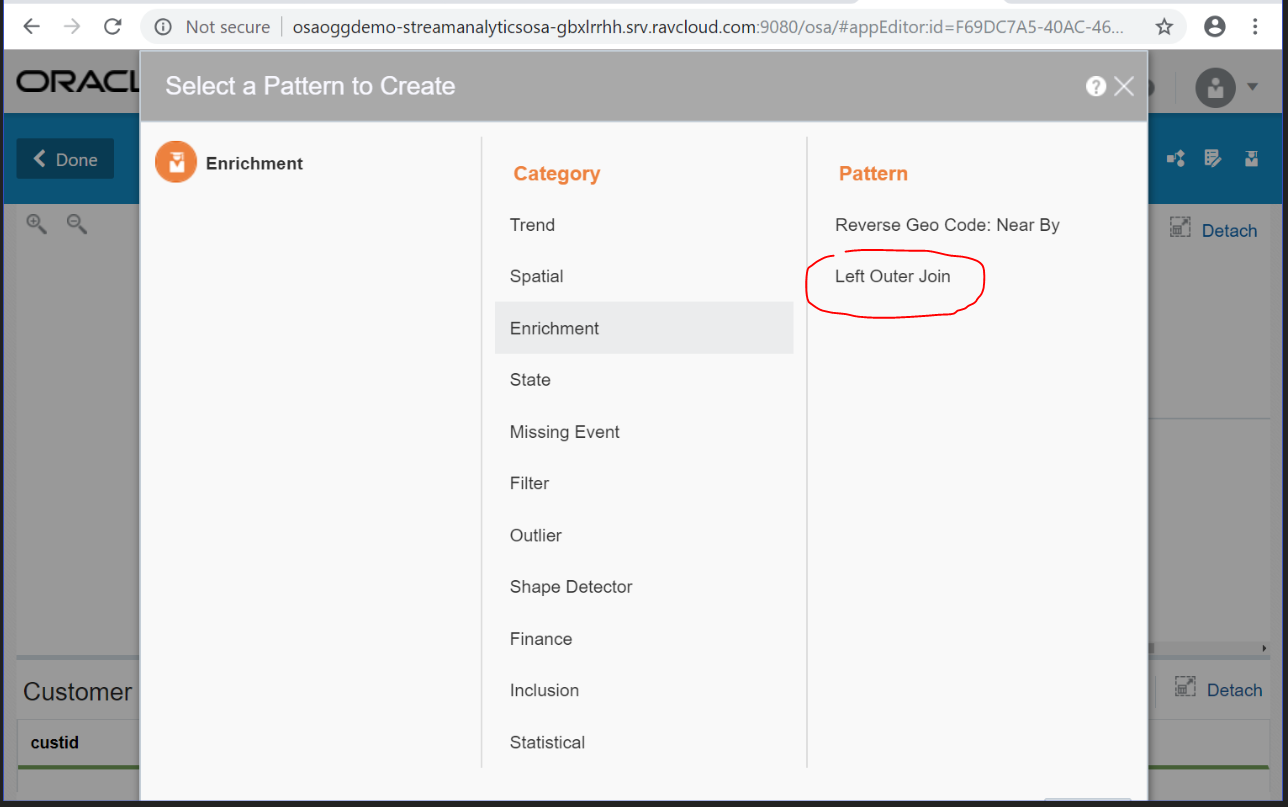 Not secure osaoggdemo-streamanalyticsosa-gbxlrrhh.srv.ravcloud.com:9080/osa/#appEditor:id=F69DC7A5-40AC-46...
ORACL
Select a Pattern to Create
Done
Enrichment
Category
Pattern
Trend
Reverse Geo Code: Near By
Detach
Spatial
Left Outer Join
Enrichment
State
Missing Event
Filter
Outlier
Shape Detector
Finance
Inclusion
Customer
Detach
Statistical
custid